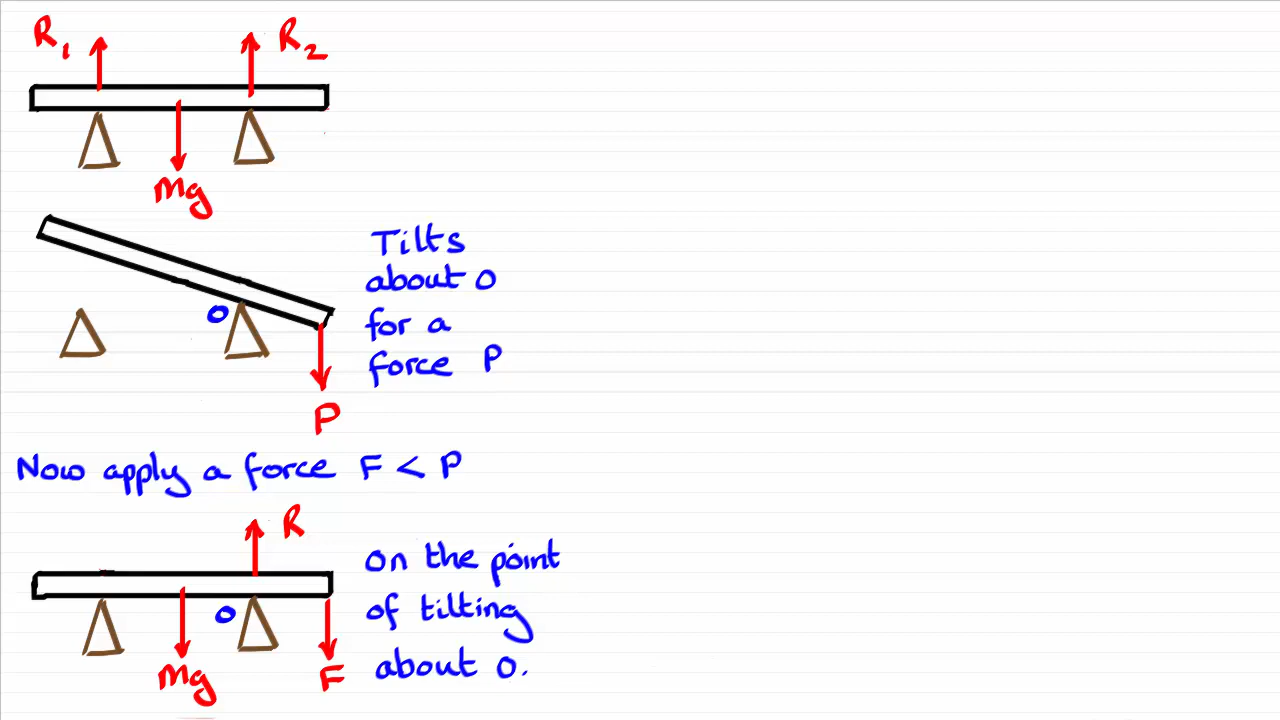 R1
R2
Mg
Tilts
about O
for a
force P
O
P
Now apply a force F < P
R
On the point
of tilting
about O.
O
Mg
F